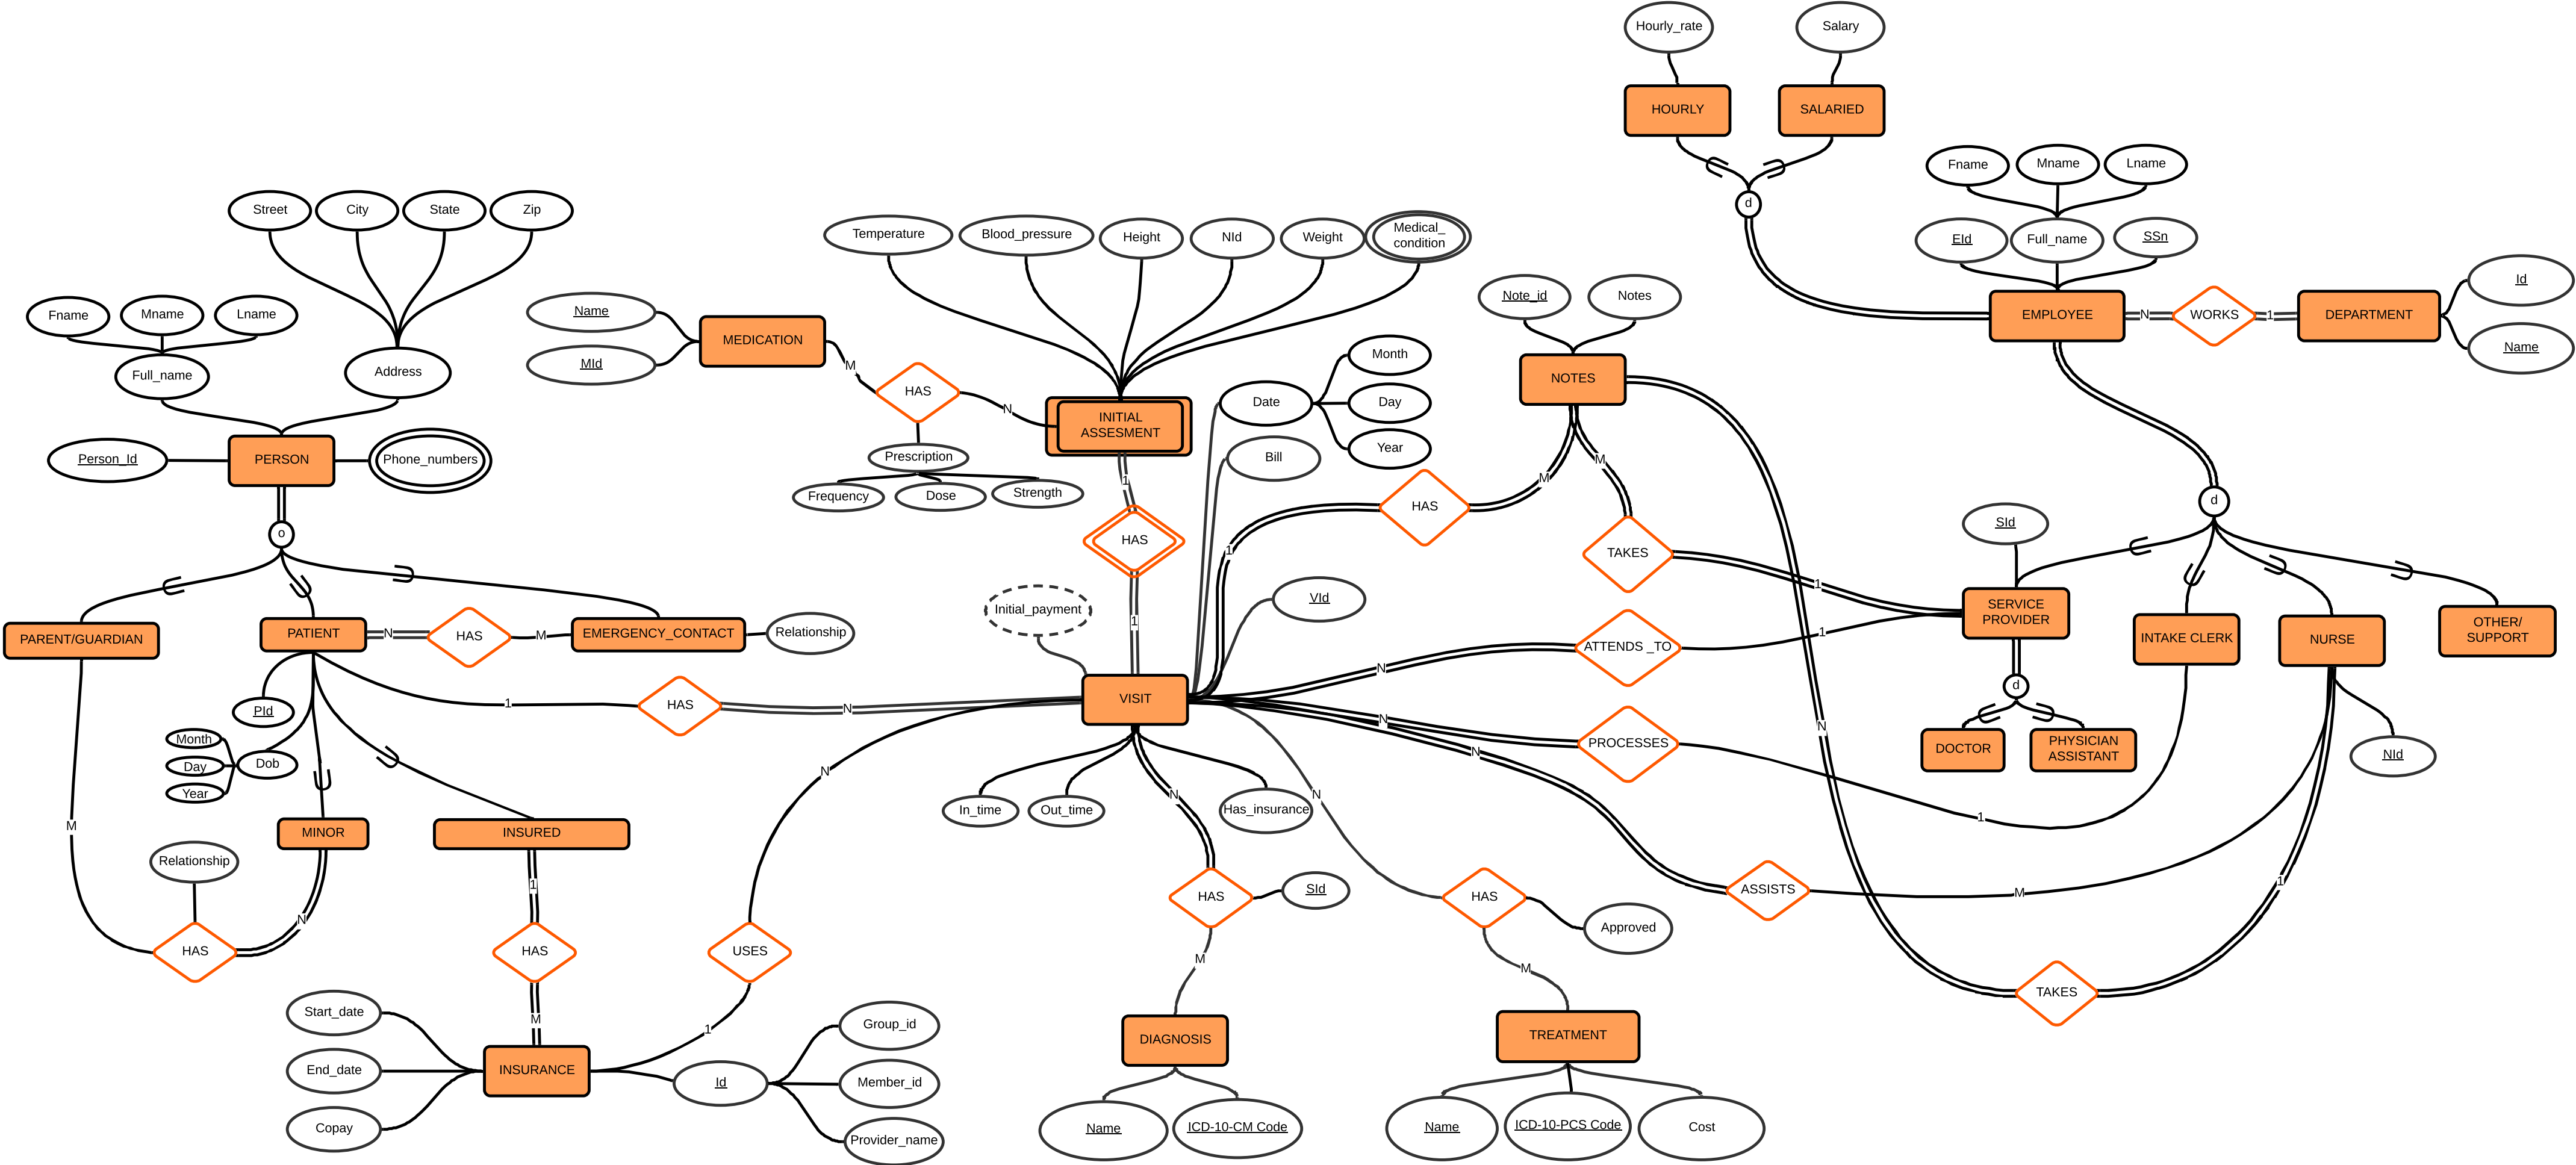 Hourly_rate
Salary
HOURLY
SALARIED
d
Fname
Mname
Lname
EId
Full_name
SSn
EMPLOYEE
N
WORKS
1
DEPARTMENT
Id
Name
Street
City
State
Zip
Fname
Mname
Lname
Full_name
Address
Person_Id
PERSON
Phone_numbers
o
Temperature
Blood_pressure
Height
NId
Weight
Medical_
condition
Name
MId
MEDICATION
M
HAS
N
INITIAL
ASSESMENT
Prescription
Frequency
Dose
Strength
1
HAS
1
Date
Month
Day
Year
Bill
Note_id
Notes
NOTES
M
M
HAS
1
TAKES
1
VId
Initial_payment
VISIT
N
ATTENDS _TO
1
N
PROCESSES
1
N
ASSISTS
M
N
TAKES
1
d
SId
SERVICE
PROVIDER
INTAKE CLERK
NURSE
OTHER/
SUPPORT
d
DOCTOR
PHYSICIAN
ASSISTANT
NId
PARENT/GUARDIAN
PATIENT
N
HAS
M
EMERGENCY_CONTACT
Relationship
PId
1
HAS
N
Month
Day
Year
Dob
M
MINOR
INSURED
Relationship
HAS
N
1
HAS
M
N
USES
1
In_time
Out_time
Has_insurance
N
HAS
SId
M
N
HAS
Approved
M
Start_date
End_date
Copay
INSURANCE
Id
Group_id
Member_id
Provider_name
DIAGNOSIS
Name
ICD-10-CM Code
TREATMENT
Name
ICD-10-PCS Code
Cost